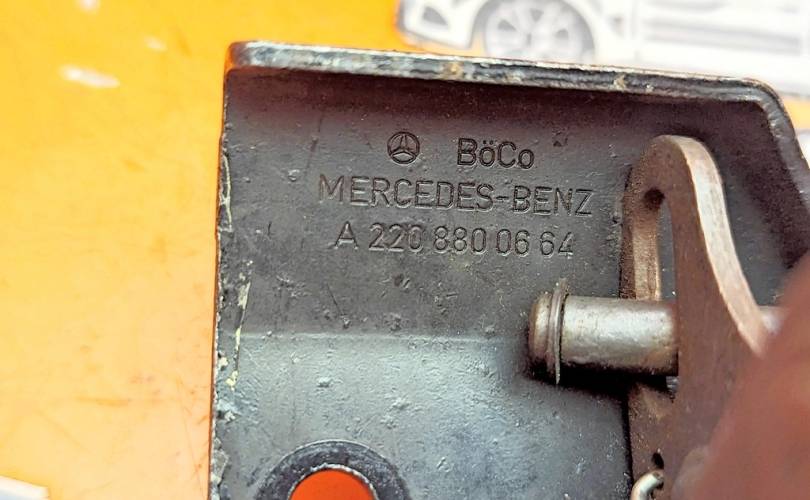 BöCo
MERCEDES-BENZ
A 220 880 06 64